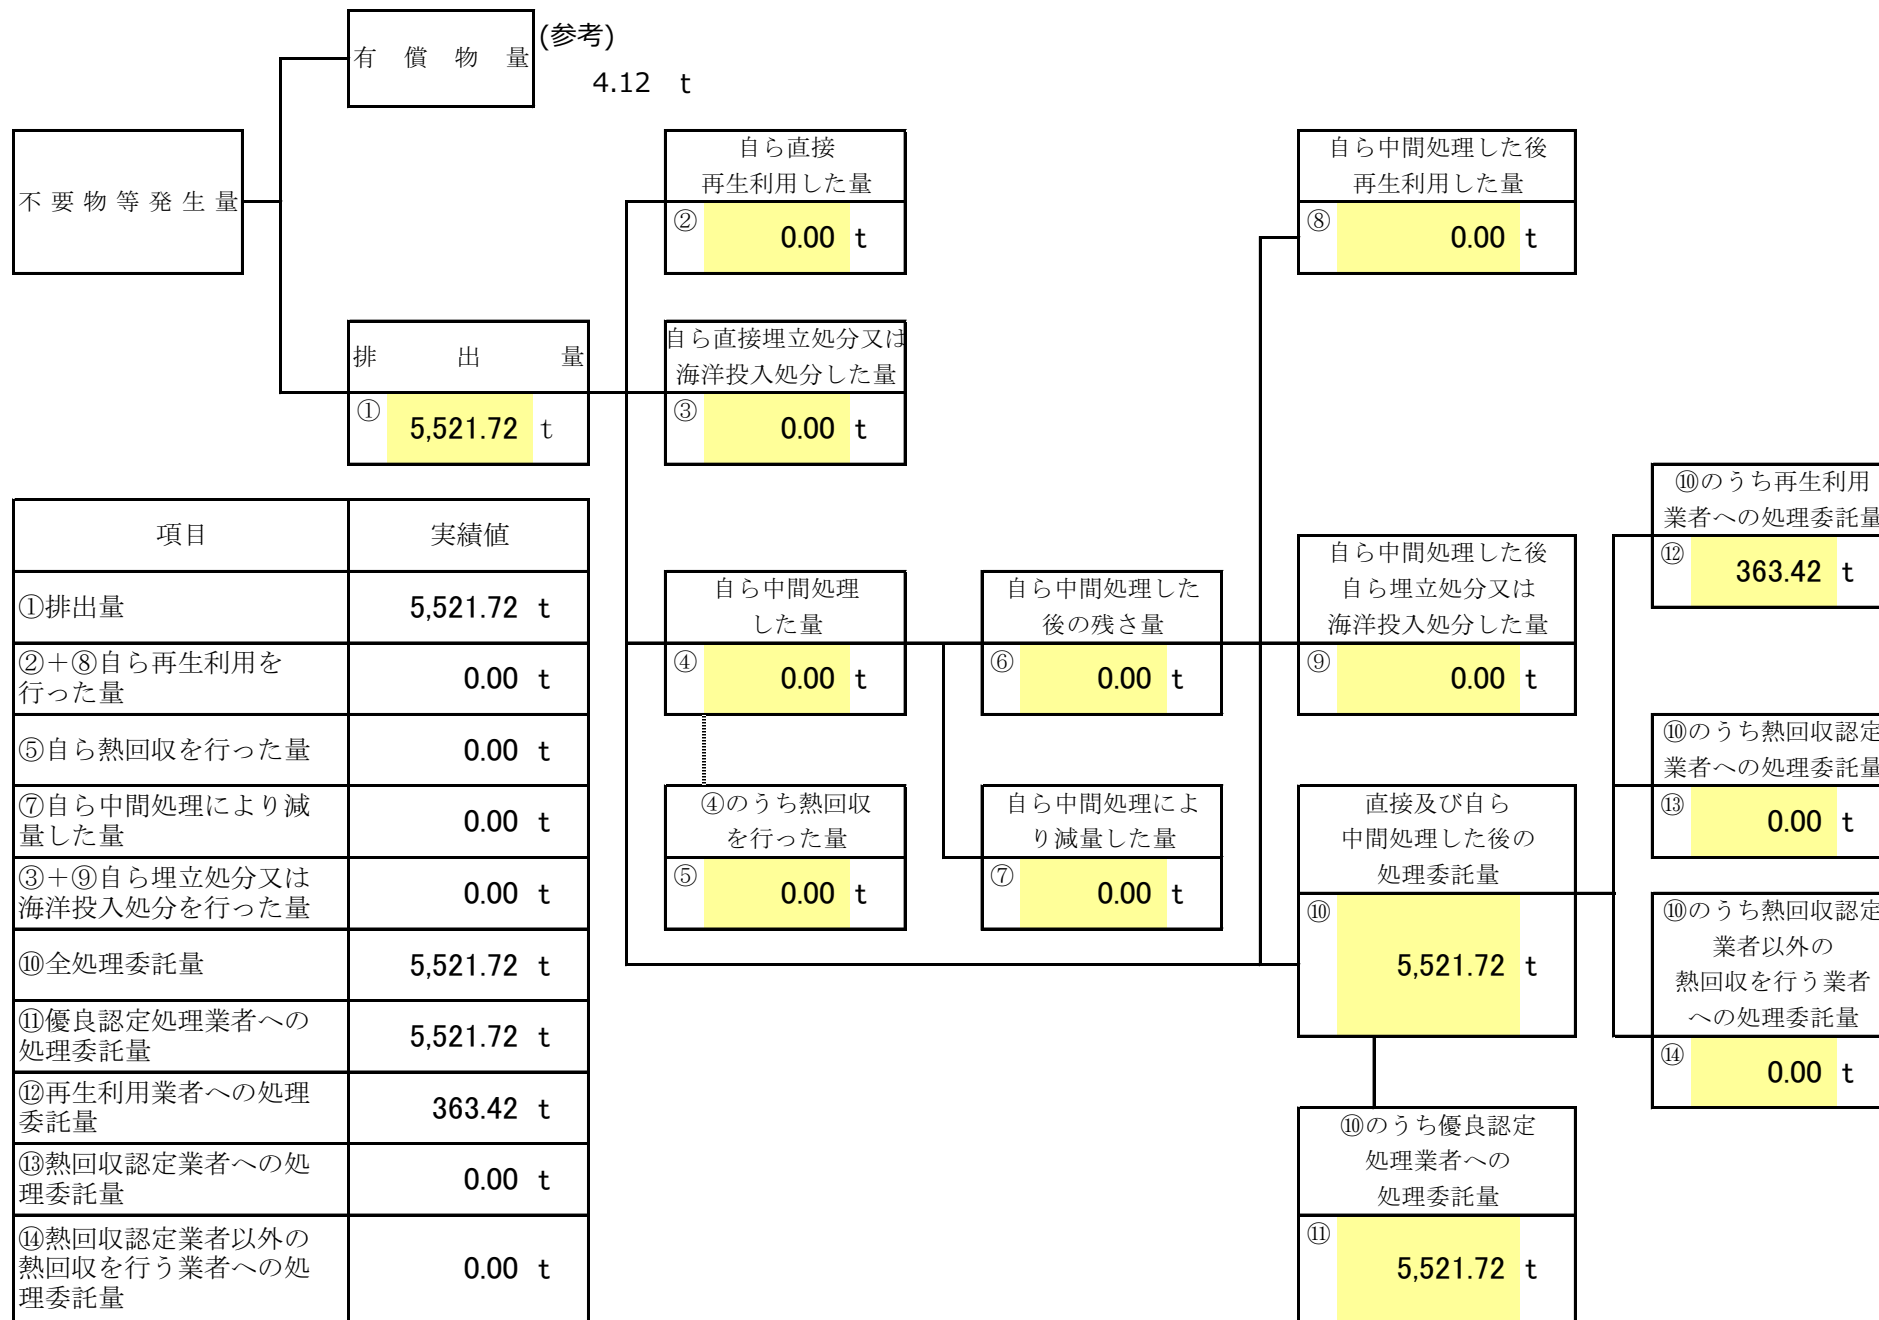 有償物量
(参考)
4.12 t
不要物等発生量
自ら直接
再生利用した量
② 0.00 t
自ら中間処理した後
再生利用した量
⑧ 0.00 t
排出量
① 5,521.72 t
自ら直接埋立処分又は
海洋投入処分した量
③ 0.00 t
⑩のうち再生利用
業者への処理委託量
⑫ 363.42 t
自ら中間処理
した量
④ 0.00 t
自ら中間処理した
後の残さ量
⑥ 0.00 t
自ら中間処理した後
自ら埋立処分又は
海洋投入処分した量
⑨ 0.00 t
⑩のうち熱回収認定
業者への処理委託量
⑬ 0.00 t
④のうち熱回収
を行った量
⑤ 0.00 t
自ら中間処理によ
り減量した量
⑦ 0.00 t
直接及び自ら
中間処理した後の
処理委託量
⑩ 5,521.72 t
⑩のうち熱回収認定
業者以外の
熱回収を行う業者
への処理委託量
⑭ 0.00 t
⑩のうち優良認定
処理業者への
処理委託量
⑪ 5,521.72 t
項目 実績値
①排出量 5,521.72 t
②+⑧自ら再生利用を
行った量 0.00 t
⑤自ら熱回収を行った量 0.00 t
⑦自ら中間処理により減
量した量 0.00 t
③+⑨自ら埋立処分又は
海洋投入処分を行った量 0.00 t
⑩全処理委託量 5,521.72 t
⑪優良認定処理業者への
処理委託量 5,521.72 t
⑫再生利用業者への処理
委託量 363.42 t
⑬熱回収認定業者への処
理委託量 0.00 t
⑭熱回収認定業者以外の
熱回収を行う業者への処
理委託量 0.00 t